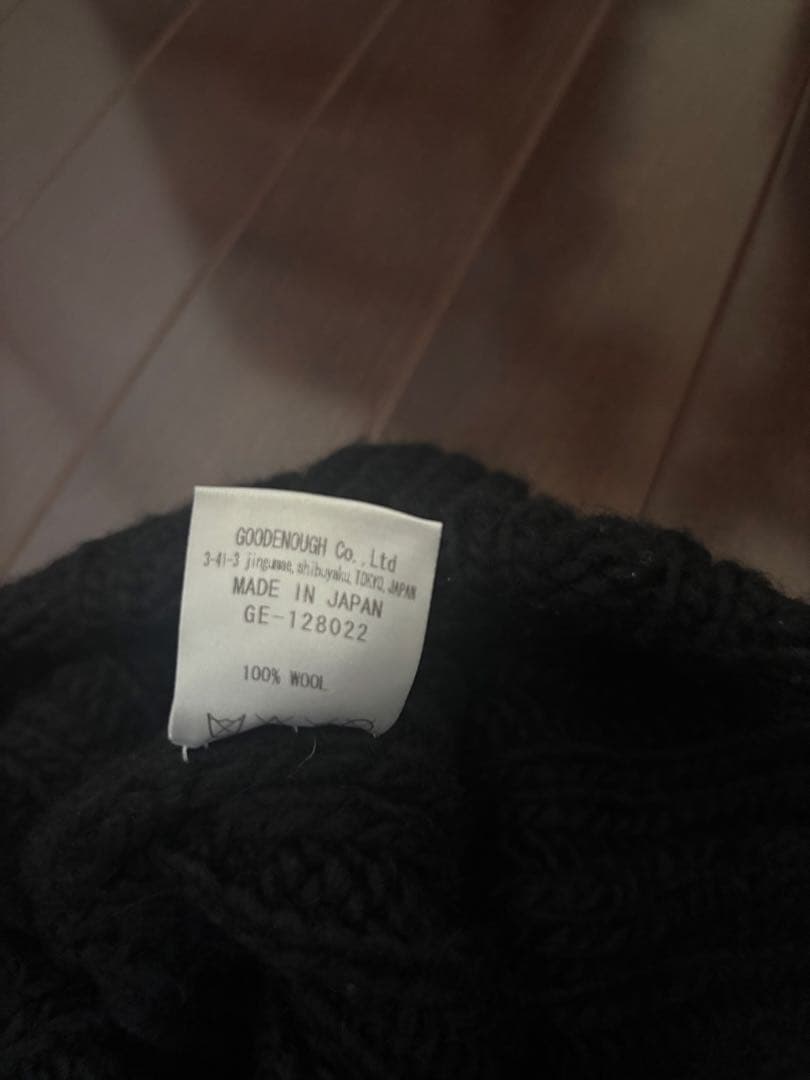 GOODENOUGH Co.,Ltd
3-41-3 jingumae, shibuyaku, TOKYO, JAPAN
MADE IN JAPAN
GE-128022
100% WOOL